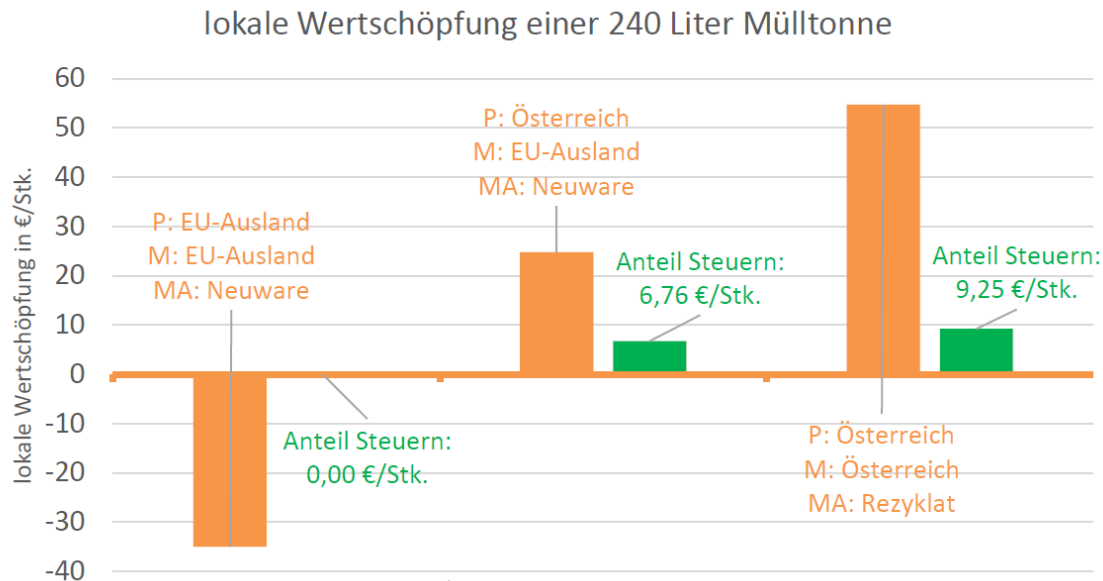 lokale Wertschöpfung einer 240 Liter Mülltonne
lokale Wertschöpfung in €/Stk.
60
50
40
30
20
10
0
-10
-20
-30
-40
P: EU-Ausland
M: EU-Ausland
MA: Neuware
Anteil Steuern:
0,00 €/Stk.
P: Österreich
M: EU-Ausland
MA: Neuware
Anteil Steuern:
6,76 €/Stk.
P: Österreich
M: Österreich
MA: Rezyklat
Anteil Steuern:
9,25 €/Stk.